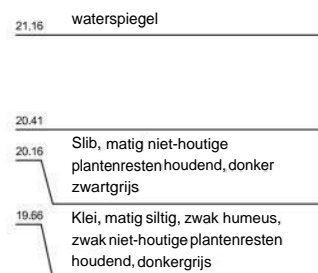 21.16 waterspiegel
20.41
20.16 Slib, matig niet-houtige
plantenresten houdend, donker
zwartgrijs
19.66 Klei, matig siltig, zwak humeus,
zwak niet-houtige plantenresten
houdend, donkergrijs